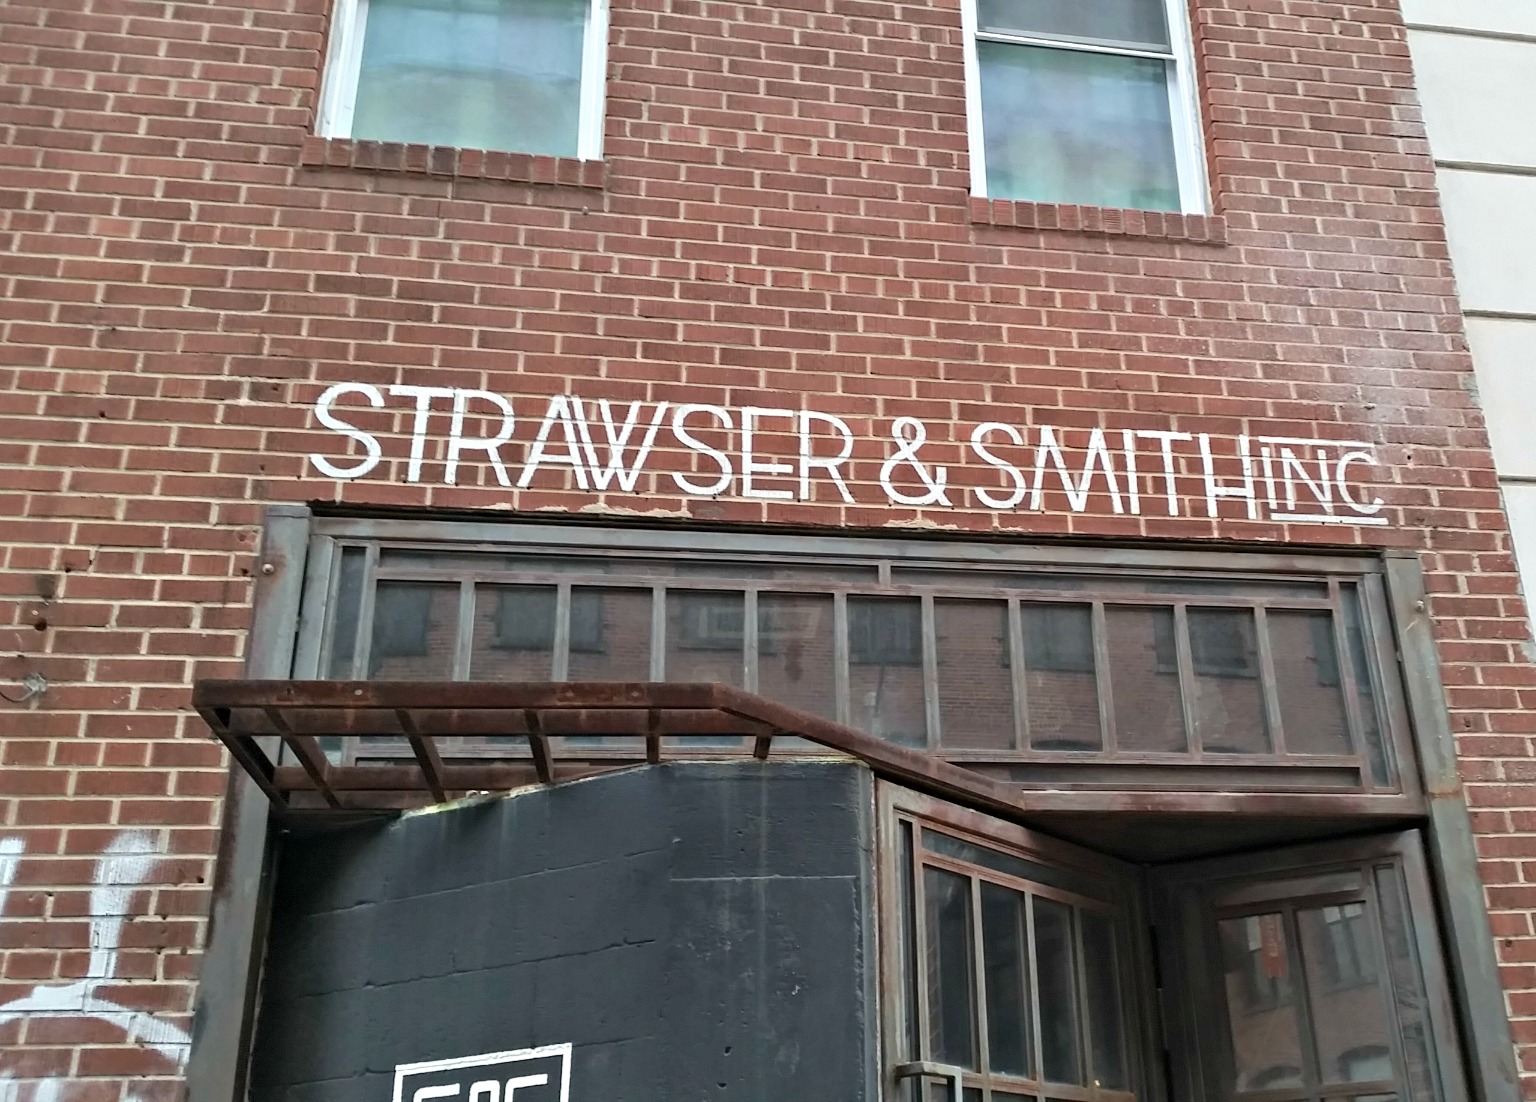 STRAWSER & SMITH INC